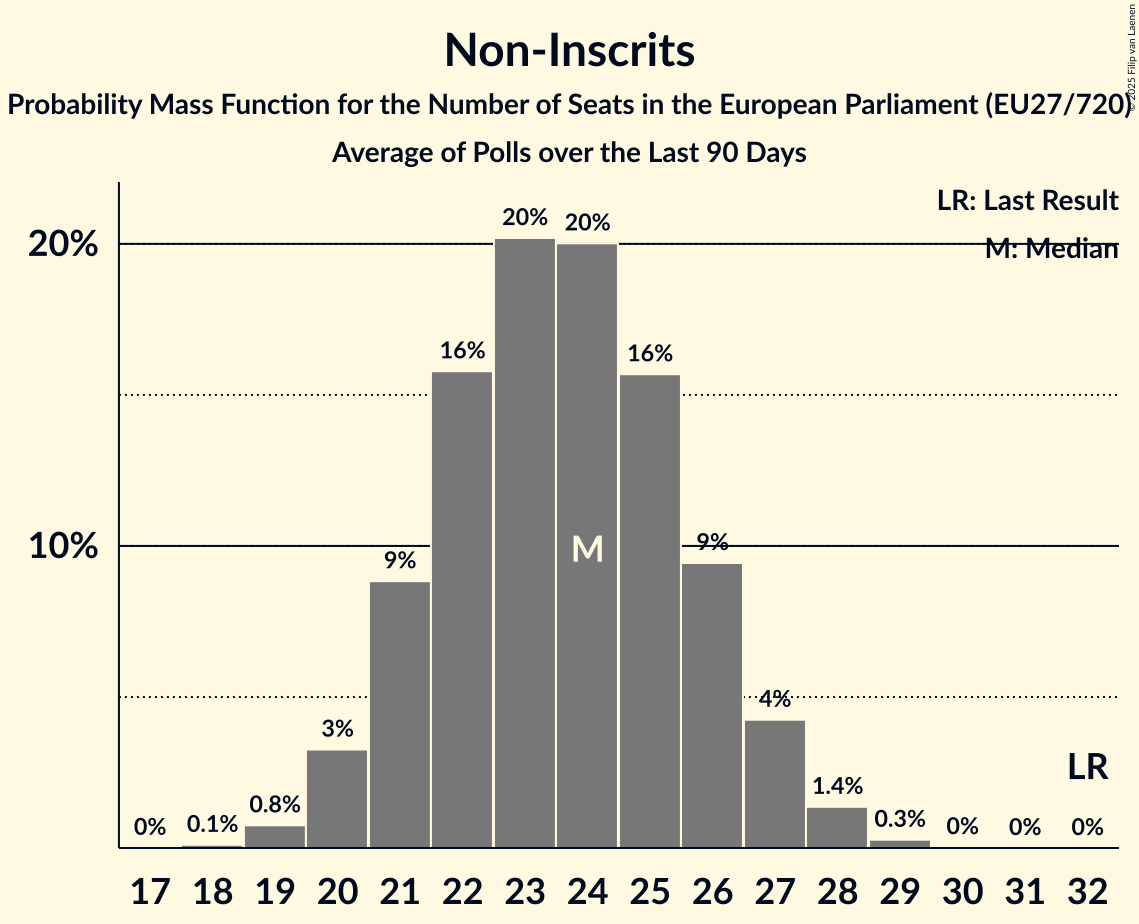 Non-Inscrits
Probability Mass Function for the Number of Seats in the European Parliament (EU27/720)
Average of Polls over the Last 90 Days
© 2025 Filip van Laenen
LR: Last Result
M: Median
20%
10%
0%
0.1%
0.8%
3%
9%
16%
20%
20%
16%
9%
4%
1.4%
0.3%
0%
0%
0%
M
LR
17 18 19 20 21 22 23 24 25 26 27 28 29 30 31 32